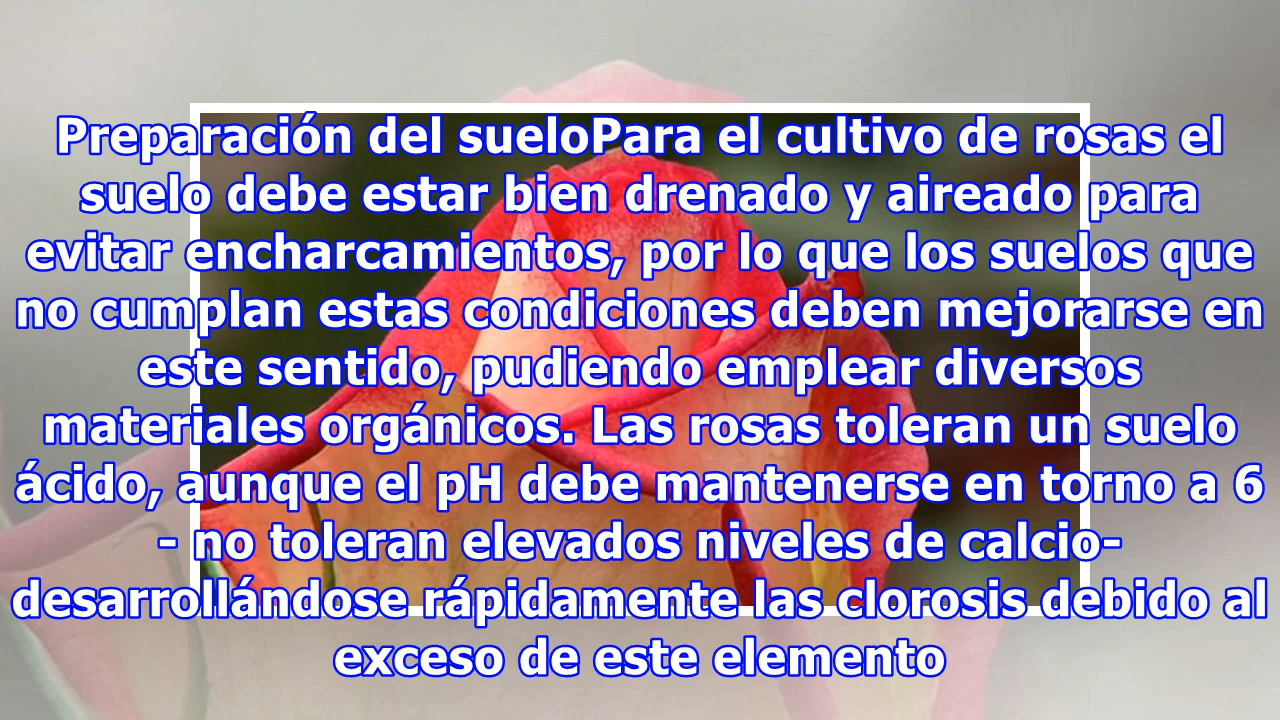 Preparación del sueloPara el cultivo de rosas el
suelo debe estar bien drenado y aireado para
evitar encharcamientos, por lo que los suelos que
no cumplan estas condiciones deben mejorarse en
este sentido, pudiendo emplear diversos
materiales orgánicos. Las rosas toleran un suelo
ácido, aunque el pH debe mantenerse en torno a 6
- no toleran elevados niveles de calcio-
desarrollándose rápidamente las clorosis debido al
exceso de este elemento